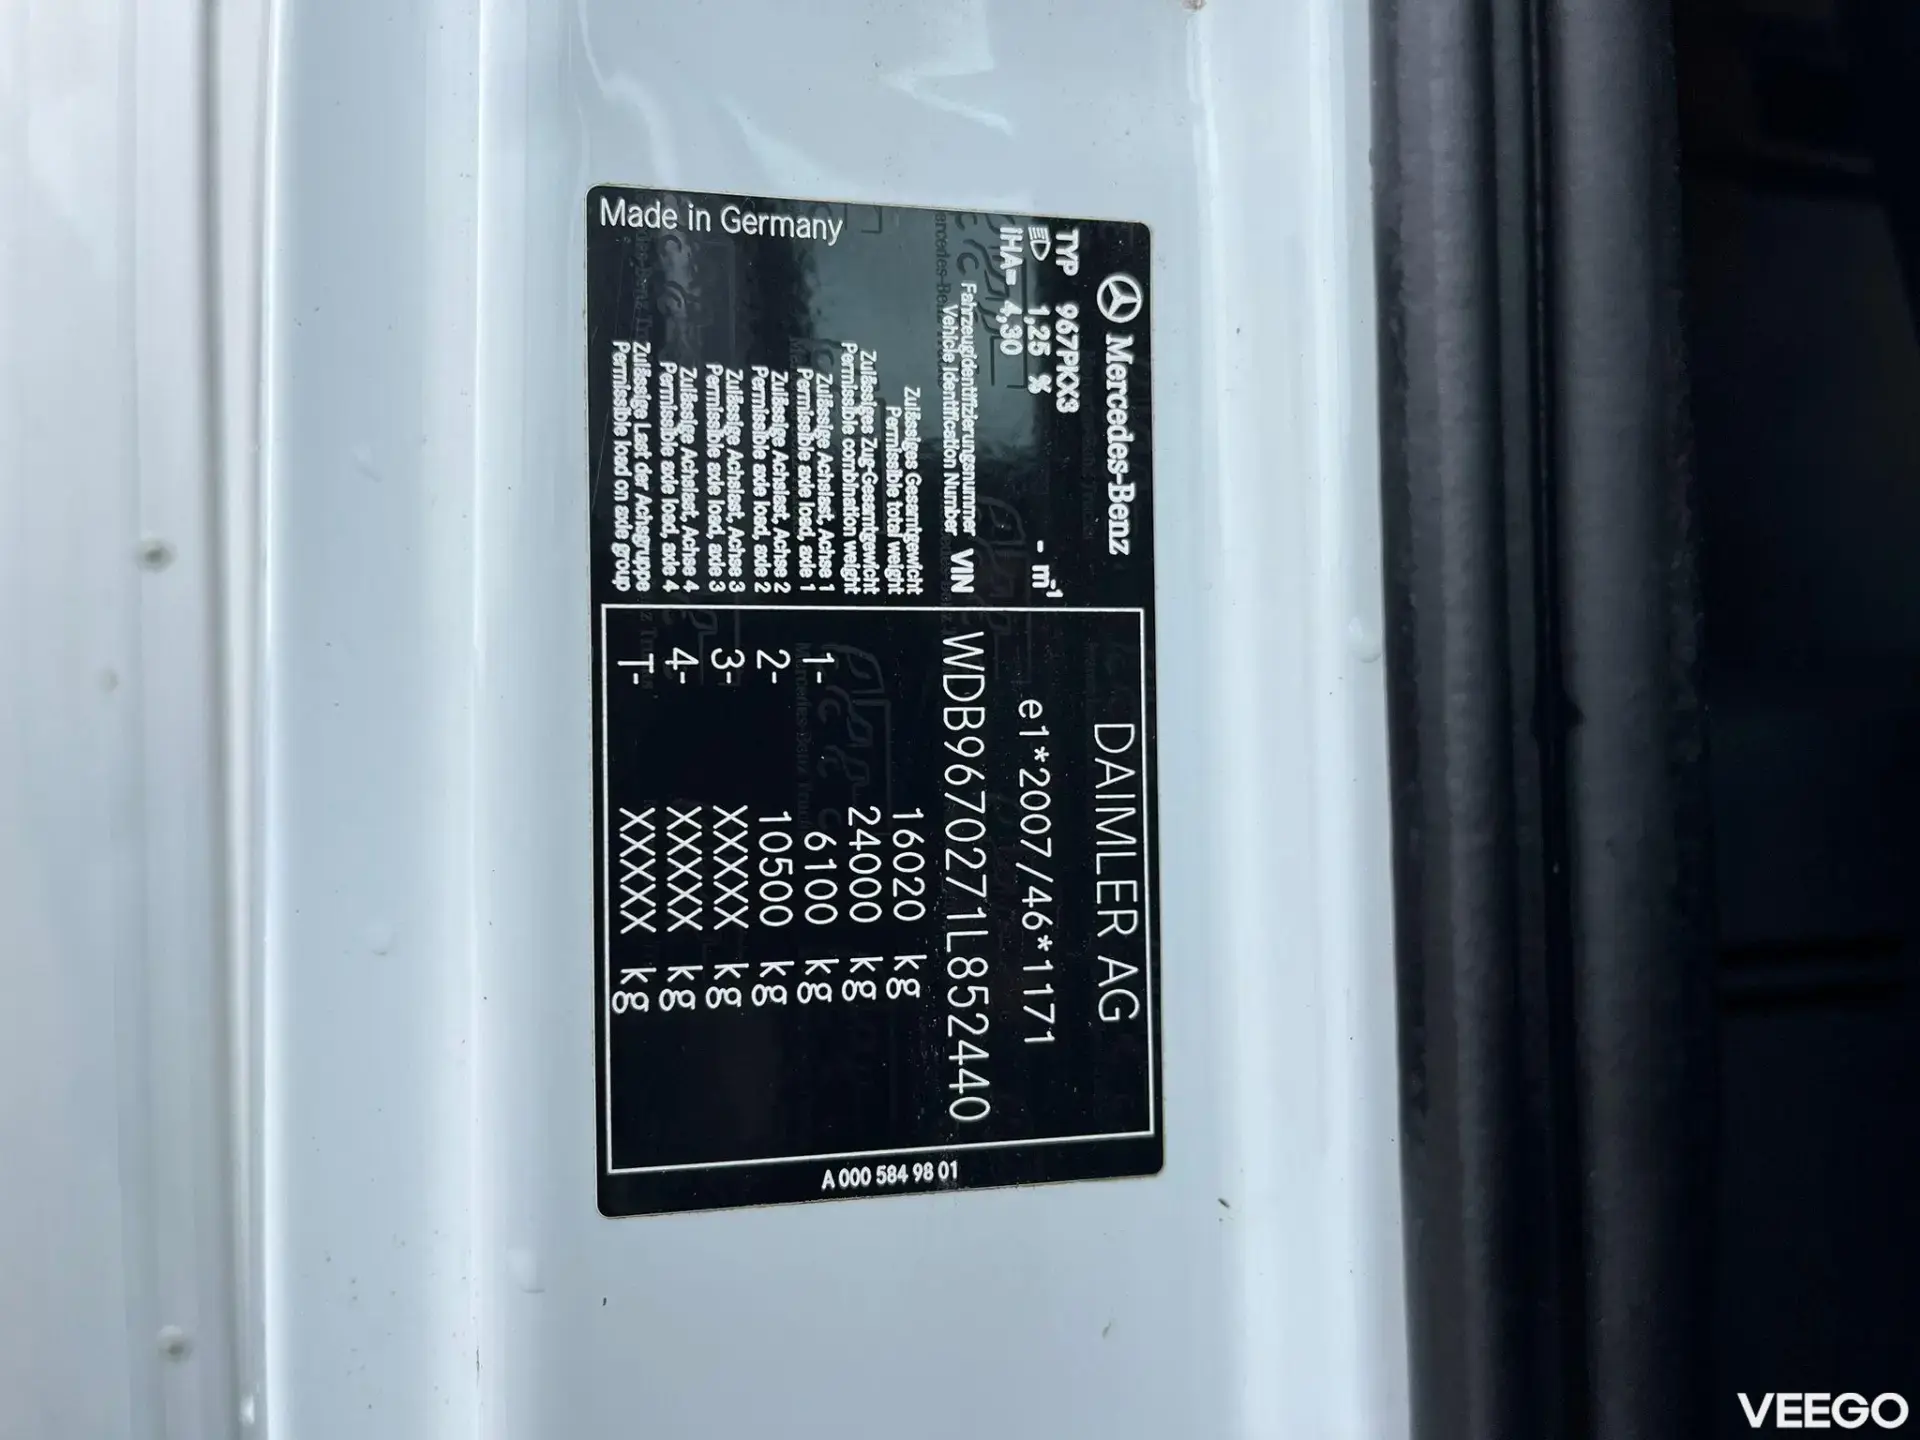 Mercedes-Benz
DAIMLER AG
TYP 967PKX3
1,25 % - m⁻¹
e1*2007/46*1171
iHA= 4,30
Fahrzeugidentifizierungsnummer
Vehicle Identification Number VIN
WDB9670271L852440
Zulässiges Gesamtgewicht
Permissible total weight
16020 kg
Zulässiges Zug-Gesamtgewicht
Permissible combination weight
24000 kg
Zulässige Achslast, Achse 1
Permissible axle load, axle 1
1- 6100 kg
Zulässige Achslast, Achse 2
Permissible axle load, axle 2
2- 10500 kg
Zulässige Achslast, Achse 3
Permissible axle load, axle 3
3- XXXXX kg
Zulässige Achslast, Achse 4
Permissible axle load, axle 4
4- XXXXX kg
Zulässige Last der Achsgruppe
Permissible load on axle group
T- XXXXX kg
Made in Germany
A 000 584 98 01
VEEGO